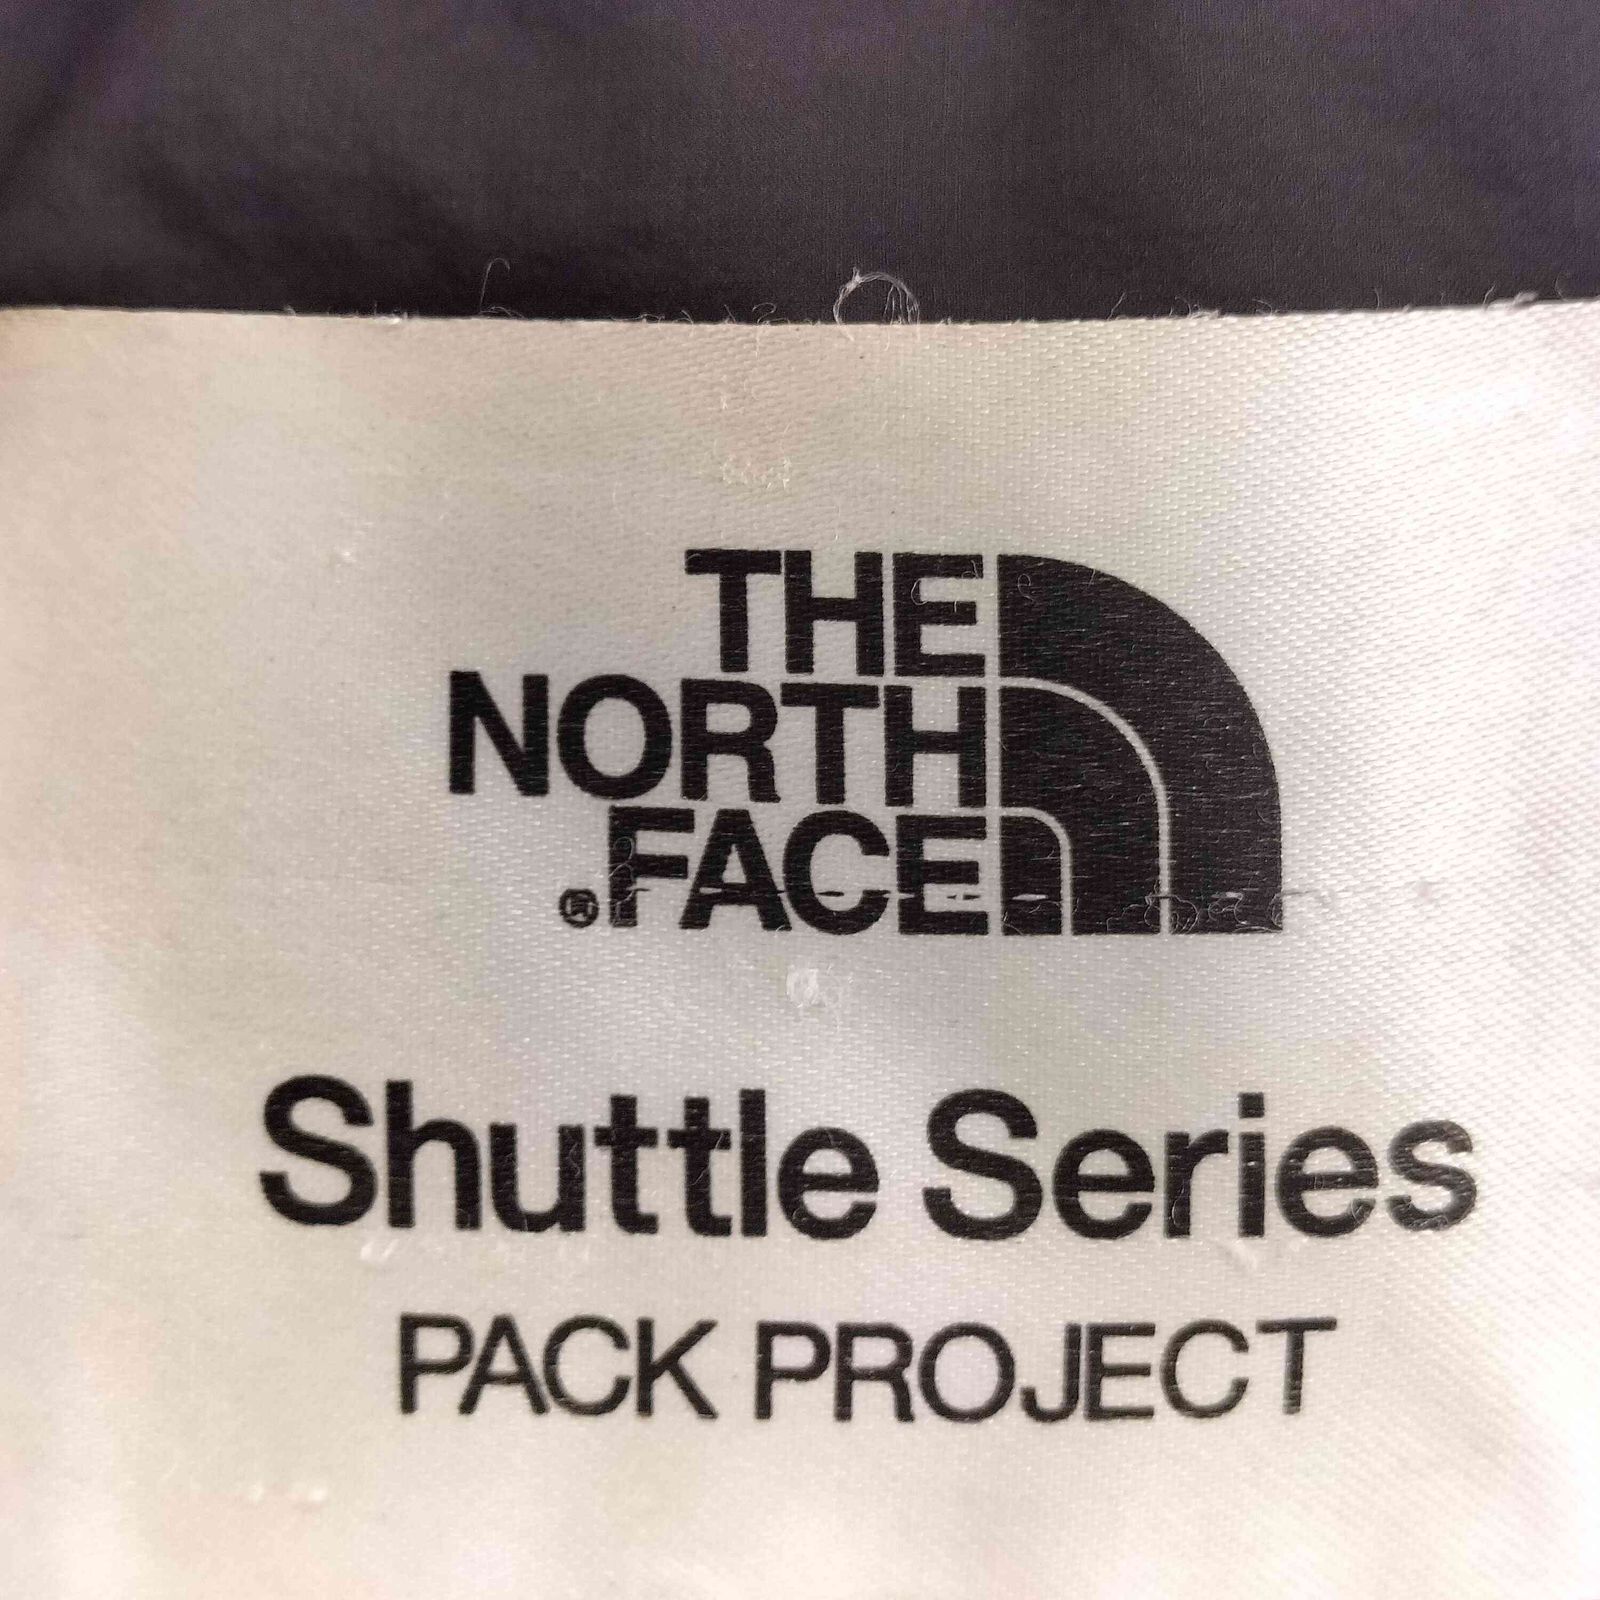 THE
NORTH
®FACE
Shuttle Series
PACK PROJECT